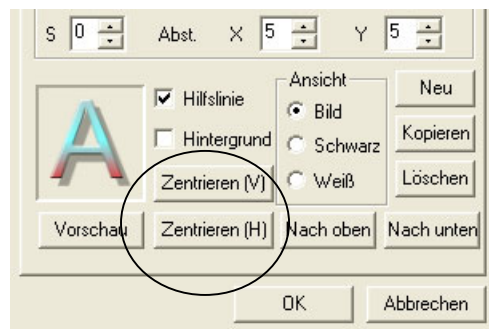 S 0 Abst. X 5 Y 5
A
Hilfslinie
Hintergrund
Zentrieren (V)
Ansicht
Bild
Schwarz
Weiß
Neu
Kopieren
Löschen
Vorschau Zentrieren (H) Nach oben Nach unten
OK Abbrechen